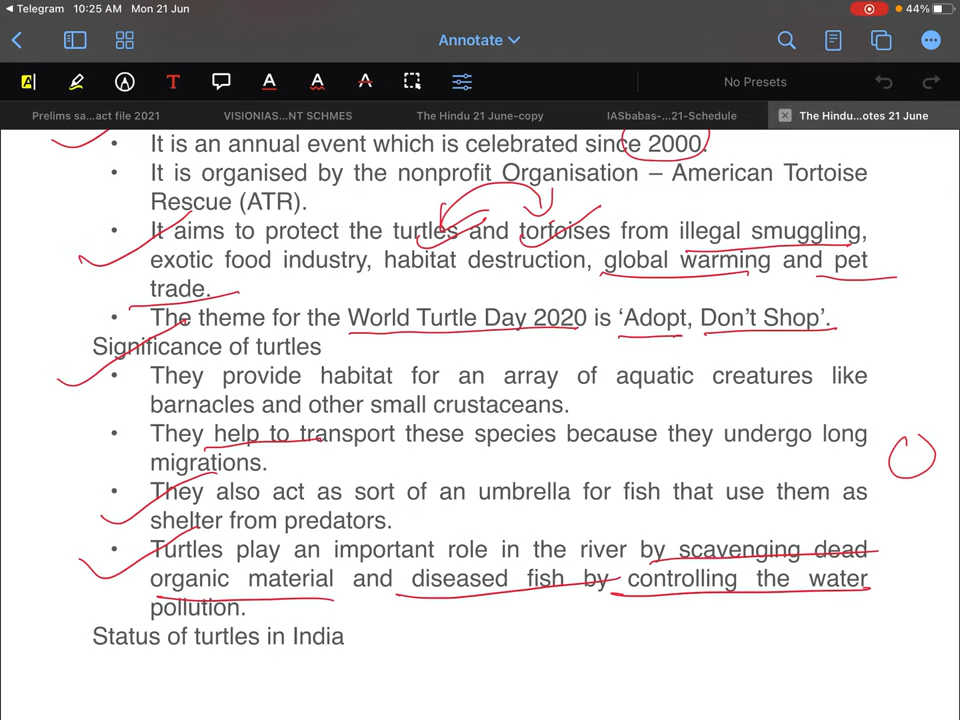 Telegram 10:25 AM Mon 21 Jun 44%
Annotate
A T A A A No Presets
Prelims sa...act file 2021 VISIONIAS...NT SCHMES The Hindu 21 June-copy IASbabas-...21-Schedule The Hindu...otes 21 June
• It is an annual event which is celebrated since 2000.
• It is organised by the nonprofit Organisation – American Tortoise
Rescue (ATR).
• It aims to protect the turtles and tortoises from illegal smuggling,
exotic food industry, habitat destruction, global warming and pet
trade.
• The theme for the World Turtle Day 2020 is ‘Adopt, Don’t Shop’.
Significance of turtles
• They provide habitat for an array of aquatic creatures like
barnacles and other small crustaceans.
• They help to transport these species because they undergo long
migrations.
• They also act as sort of an umbrella for fish that use them as
shelter from predators.
• Turtles play an important role in the river by scavenging dead
organic material and diseased fish by controlling the water
pollution.
Status of turtles in India